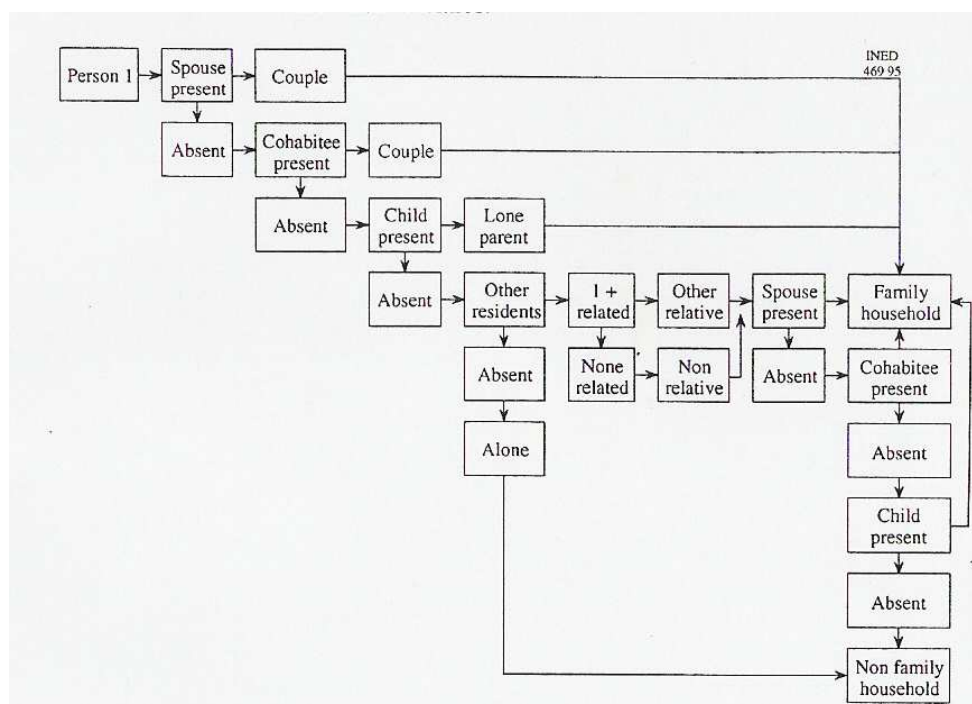 INED
469 95
Person 1
Spouse
present
Couple
Absent
Cohabitee
present
Couple
Absent
Child
present
Lone
parent
Absent
Other
residents
1 +
related
Other
relative
Spouse
present
Family
household
Absent
None
related
Non
relative
Absent
Cohabitee
present
Alone
Absent
Child
present
Absent
Non family
household